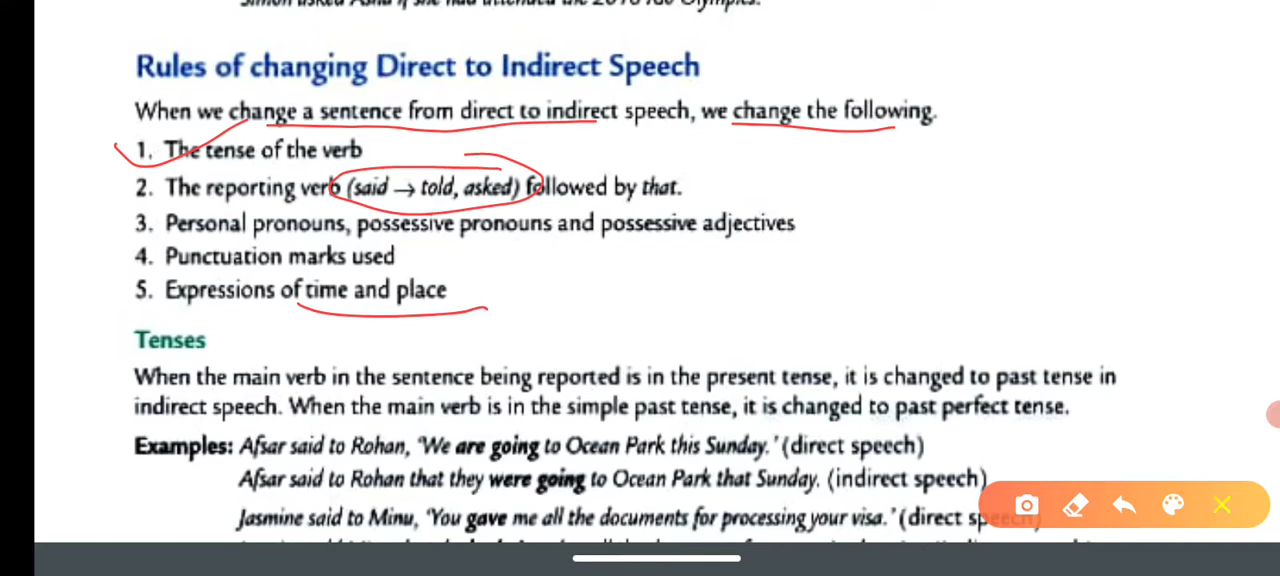 Rules of changing Direct to Indirect Speech
When we change a sentence from direct to indirect speech, we change the following.
1. The tense of the verb
2. The reporting verb (said → told, asked) followed by that.
3. Personal pronouns, possessive pronouns and possessive adjectives
4. Punctuation marks used
5. Expressions of time and place
Tenses
When the main verb in the sentence being reported is in the present tense, it is changed to past tense in
indirect speech. When the main verb is in the simple past tense, it is changed to past perfect tense.
Examples: Afsar said to Rohan, 'We are going to Ocean Park this Sunday.' (direct speech)
Afsar said to Rohan that they were going to Ocean Park that Sunday. (indirect speech)
Jasmine said to Minu, 'You gave me all the documents for processing your visa.' (direct speech)